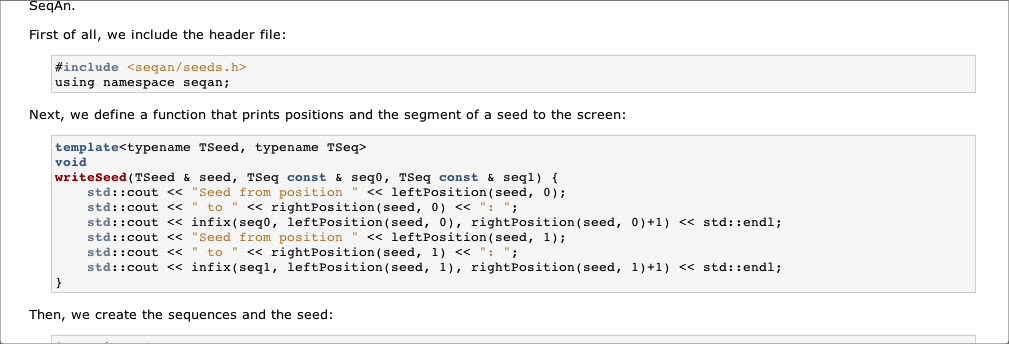 SeqAn.
First of all, we include the header file:
#include <seqan/seeds.h>
using namespace seqan;
Next, we define a function that prints positions and the segment of a seed to the screen:
template<typename TSeed, typename TSeq>
void
writeSeed(TSeed & seed, TSeq const & seq0, TSeq const & seq1) {
    std::cout << "Seed from position " << leftPosition(seed, 0);
    std::cout << " to " << rightPosition(seed, 0) << ": ";
    std::cout << infix(seq0, leftPosition(seed, 0), rightPosition(seed, 0)+1) << std::endl;
    std::cout << "Seed from position " << leftPosition(seed, 1);
    std::cout << " to " << rightPosition(seed, 1) << ": ";
    std::cout << infix(seq1, leftPosition(seed, 1), rightPosition(seed, 1)+1) << std::endl;
}
Then, we create the sequences and the seed: